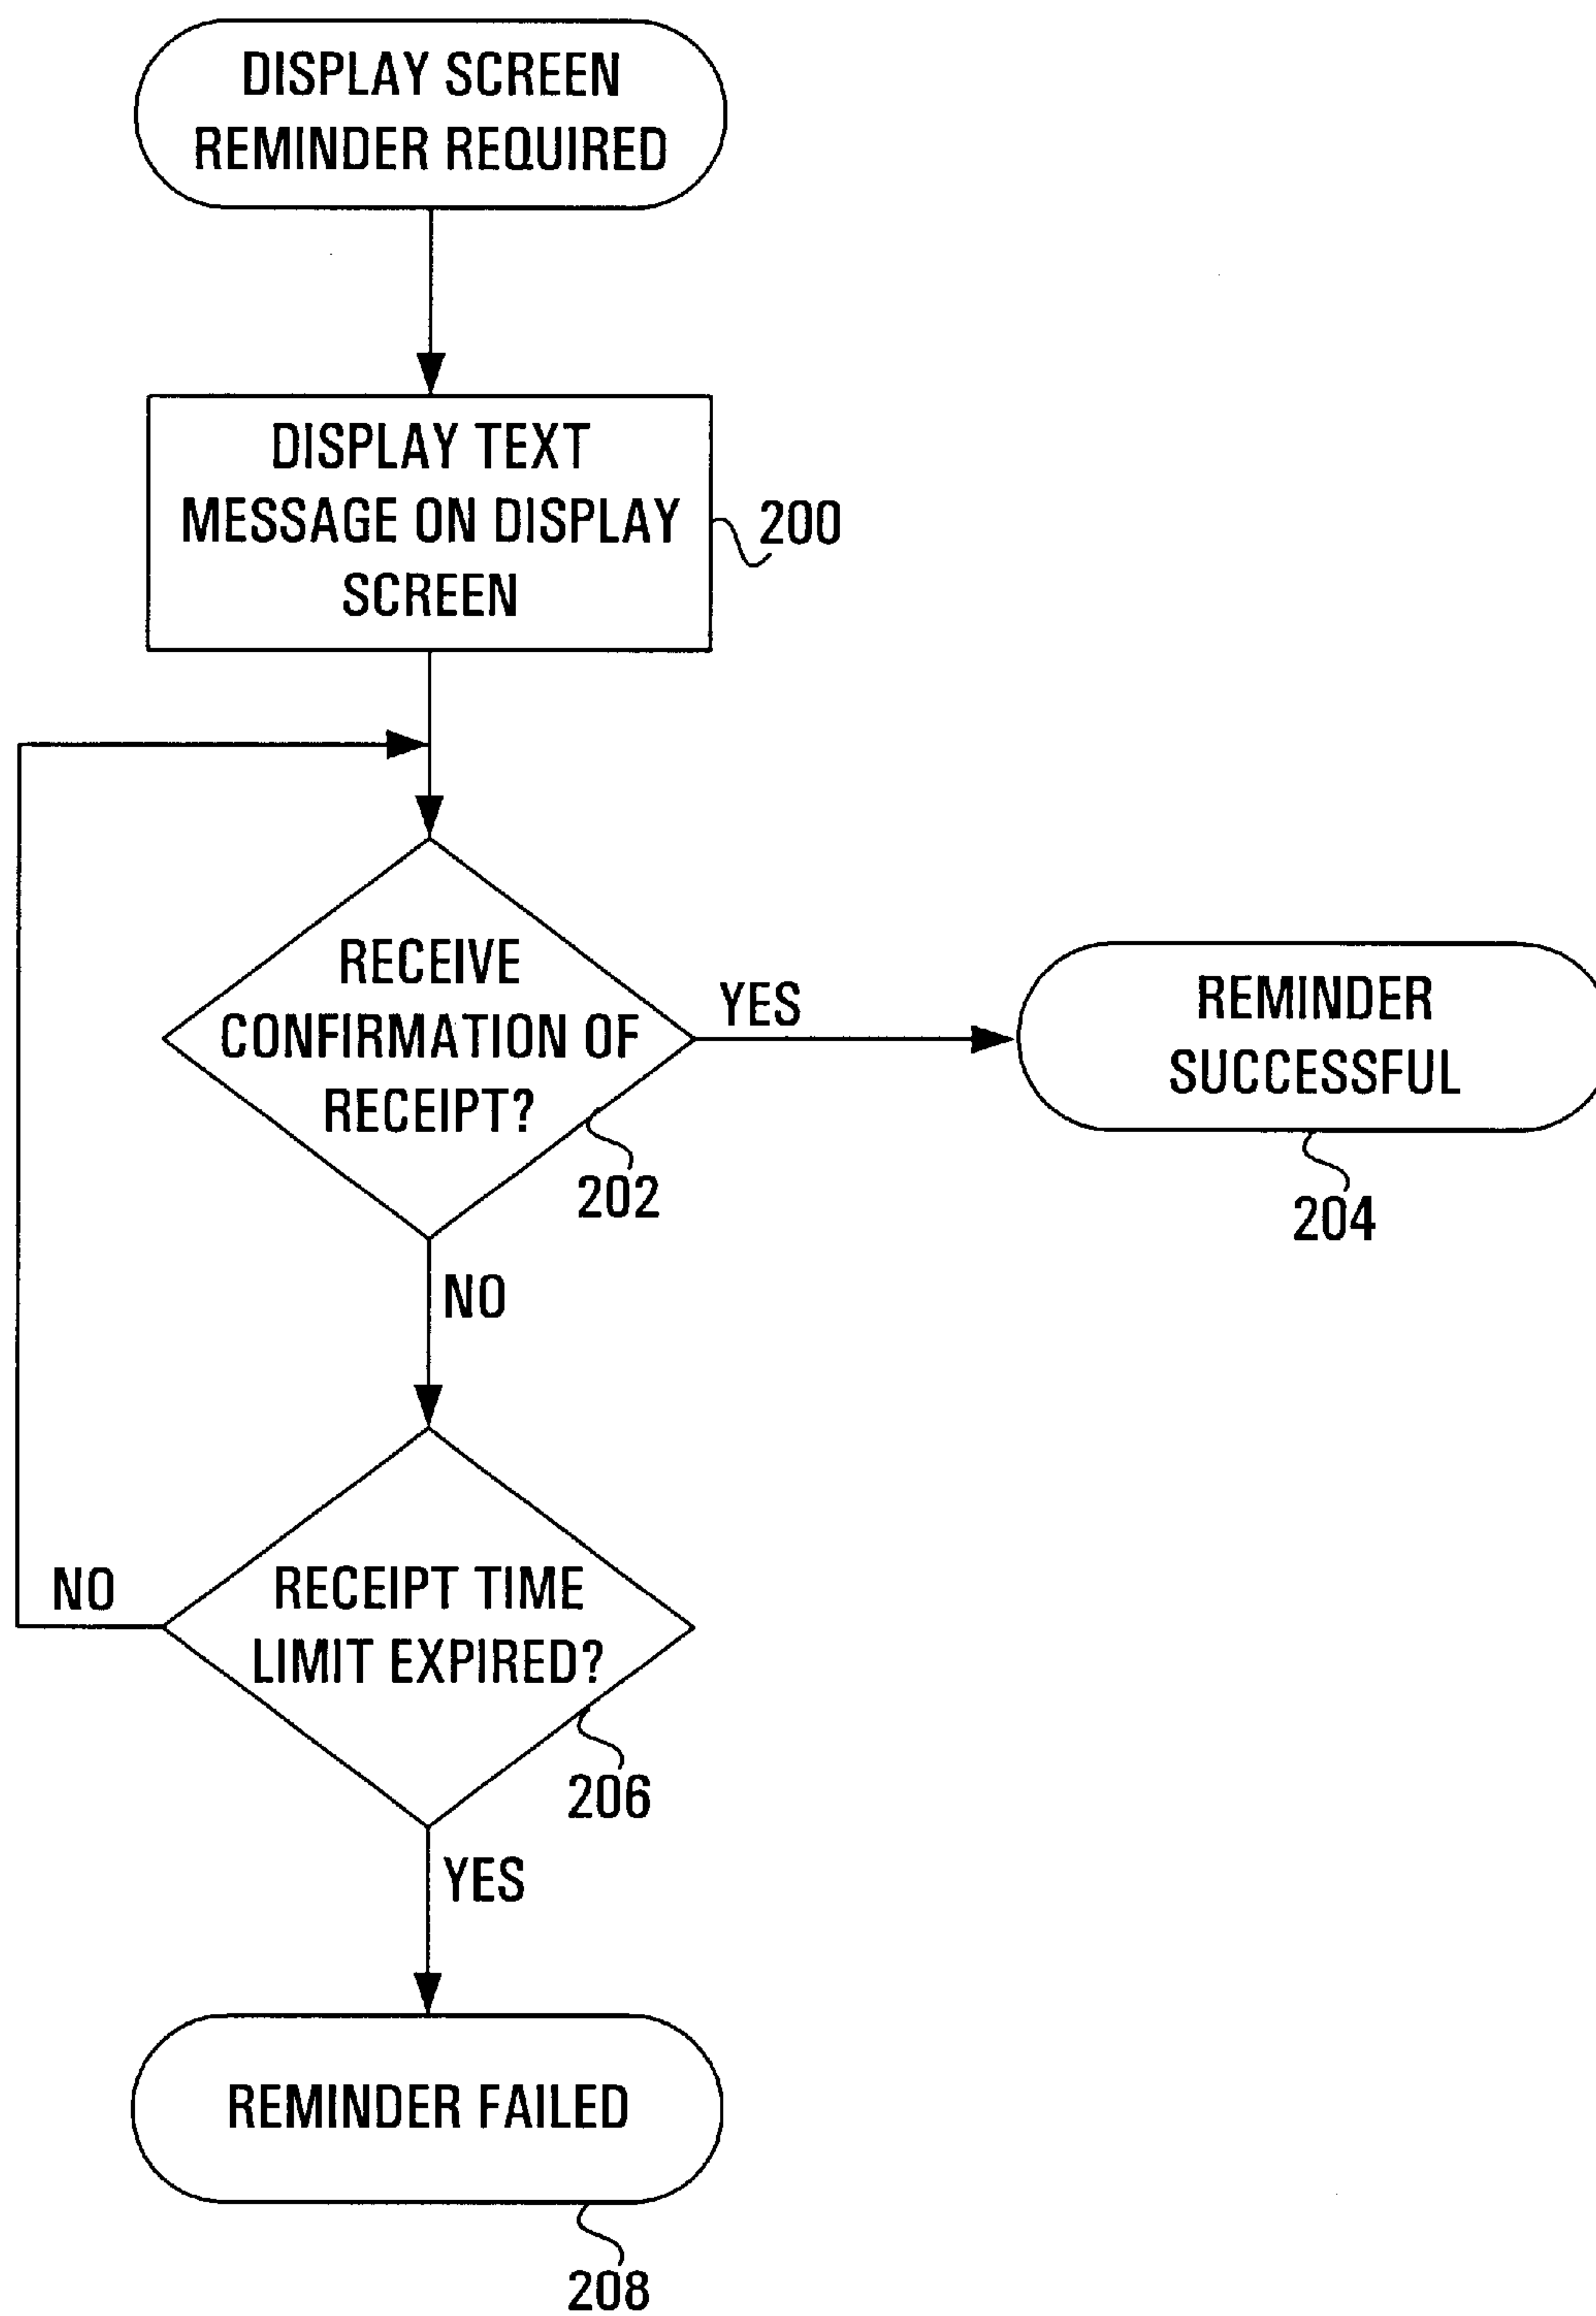 DISPLAY SCREEN
REMINDER REQUIRED
DISPLAY TEXT
MESSAGE ON DISPLAY
SCREEN
200
RECEIVE
CONFIRMATION OF
RECEIPT?
202
YES
REMINDER
SUCCESSFUL
204
NO
RECEIPT TIME
LIMIT EXPIRED?
206
NO
YES
REMINDER FAILED
208